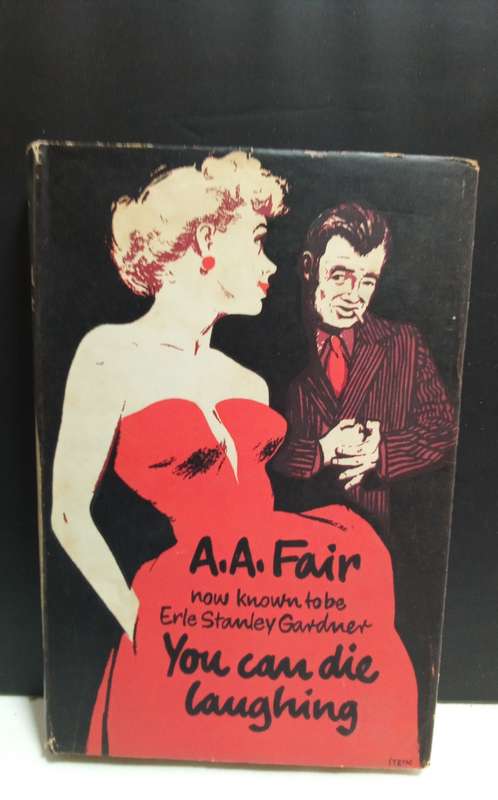 A.A. Fair
now known to be
Erle Stanley Gardner
You can die
laughing